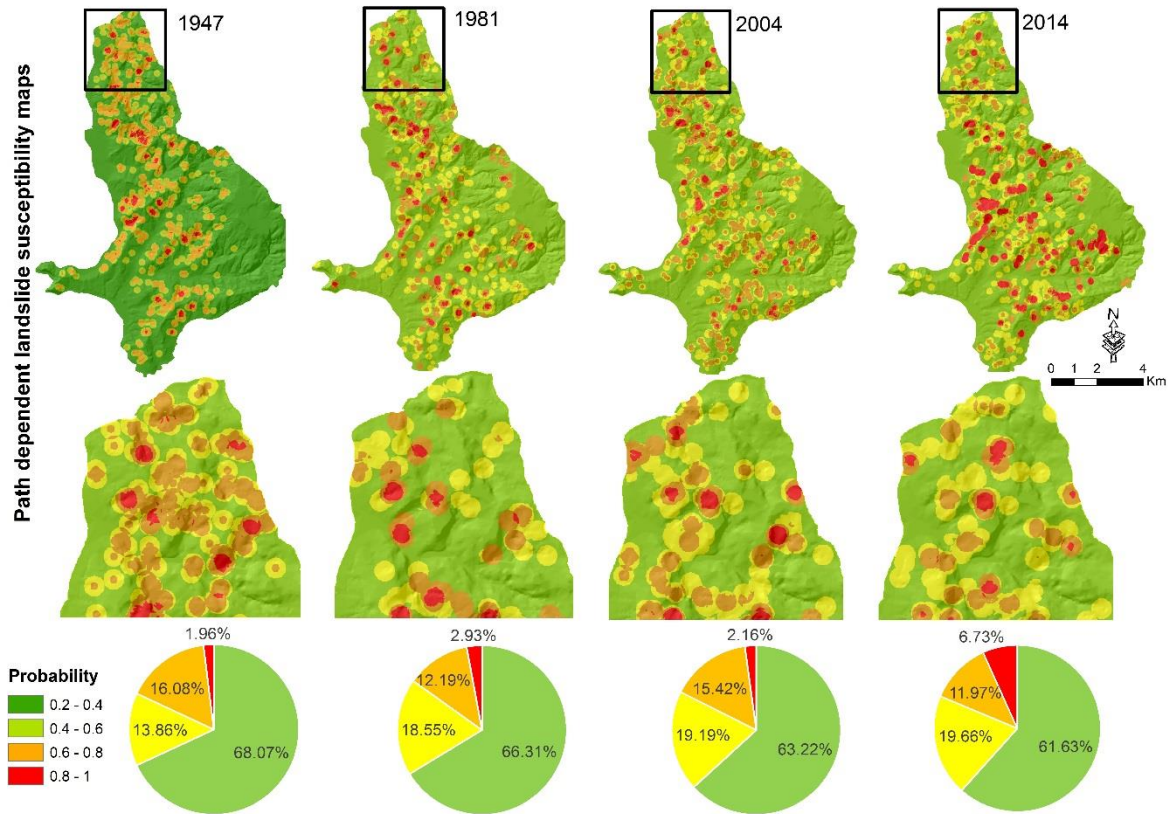 1947
1981
2004
2014
Path dependent landslide susceptibility maps
N
0 1 2 4
Km
1.96%
2.93%
2.16%
6.73%
Probability
0.2 - 0.4
0.4 - 0.6
0.6 - 0.8
0.8 - 1
16.08%
13.86%
68.07%
12.19%
18.55%
66.31%
15.42%
19.19%
63.22%
11.97%
19.66%
61.63%